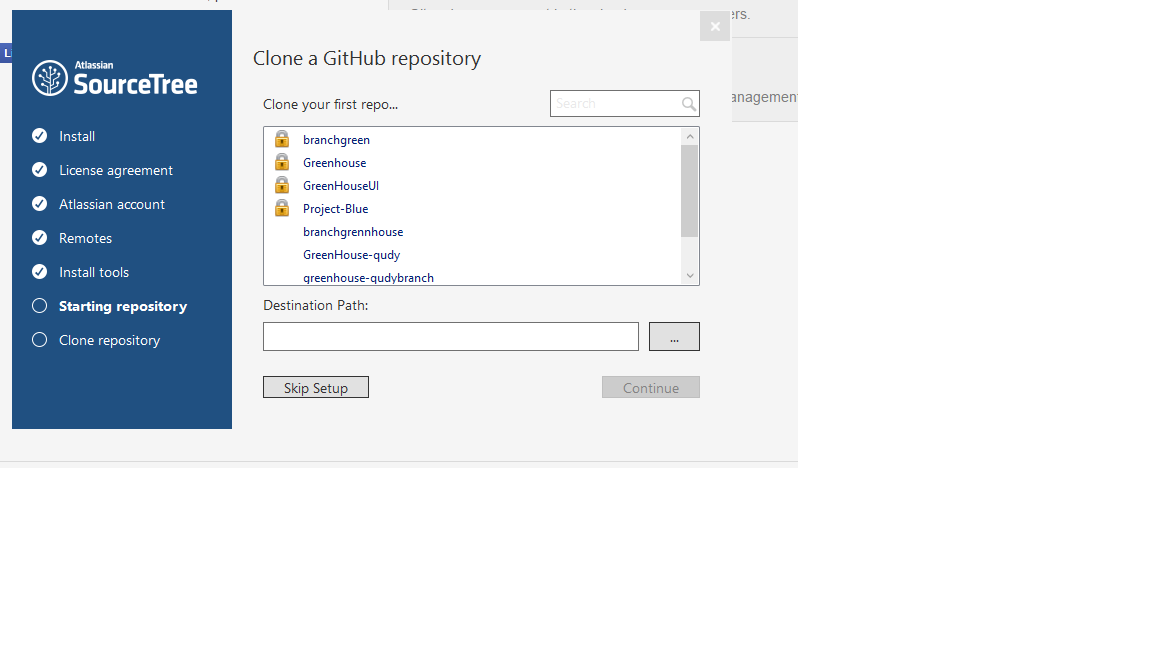 Atlassian
SourceTree
Install
License agreement
Atlassian account
Remotes
Install tools
Starting repository
Clone repository
Clone a GitHub repository
Clone your first repo...
Search
branchgreen
Greenhouse
GreenHouseUI
Project-Blue
branchgrennhouse
GreenHouse-qudy
greenhouse-qudybranch
Destination Path:
...
Skip Setup
Continue
ers.
anagement